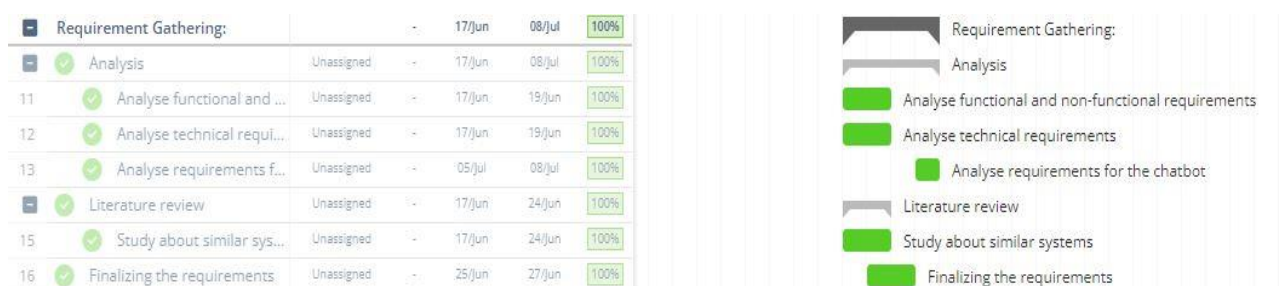 Requirement Gathering: - 17/Jun 08/Jul 100% Requirement Gathering:
Analysis Unassigned - 17/Jun 08/Jul 100% Analysis
11 Analyse functional and ... Unassigned - 17/Jun 19/Jun 100% Analyse functional and non-functional requirements
12 Analyse technical requi... Unassigned - 17/Jun 19/Jun 100% Analyse technical requirements
13 Analyse requirements f... Unassigned - 05/Jul 08/Jul 100% Analyse requirements for the chatbot
Literature review Unassigned - 17/Jun 24/Jun 100% Literature review
15 Study about similar sys... Unassigned - 17/Jun 24/Jun 100% Study about similar systems
16 Finalizing the requirements Unassigned - 25/Jun 27/Jun 100% Finalizing the requirements